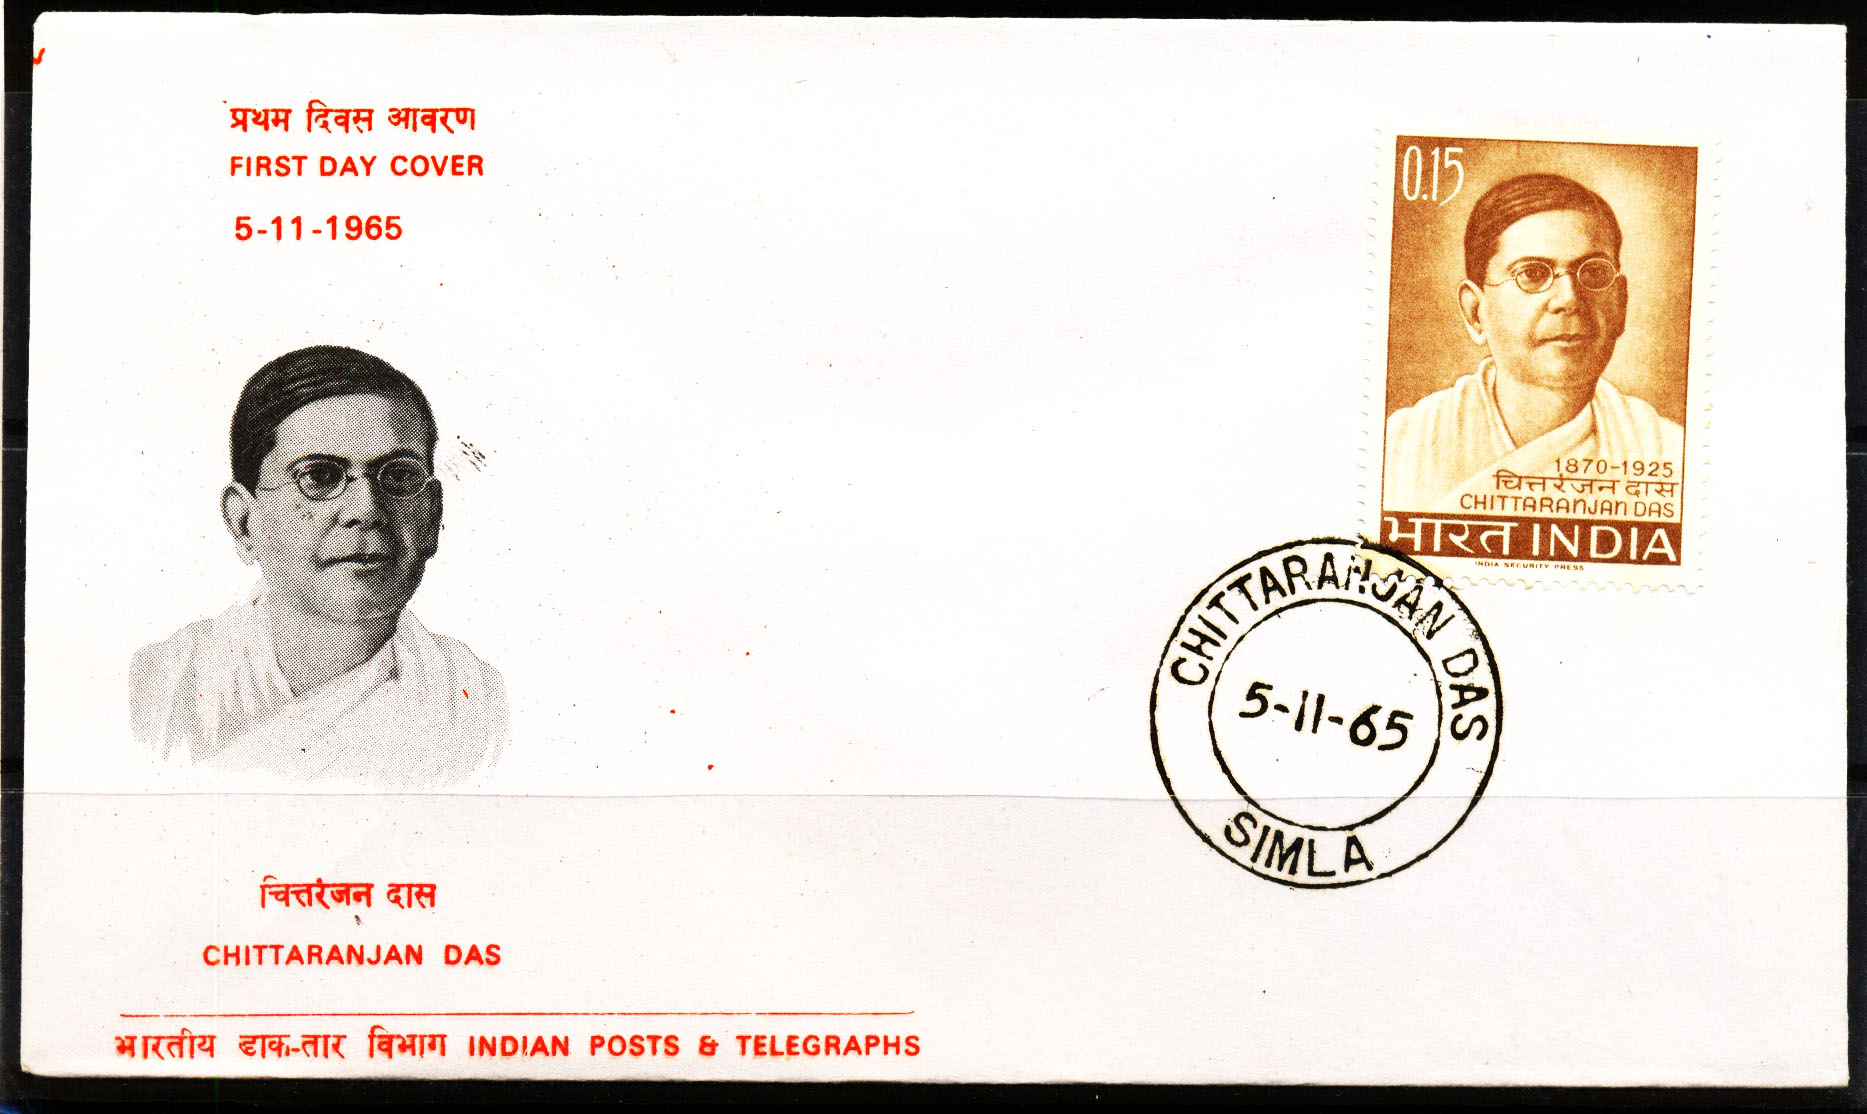 प्रथम दिवस आवरण
FIRST DAY COVER
5-11-1965
0.15
1870-1925
चित्तरंजन दास
CHITTARANJAN DAS
भारत INDIA
INDIA SECURITY PRESS
CHITTARANJAN DAS
5-11-65
SIMLA
चित्तरंजन दास
CHITTARANJAN DAS
भारतीय डाक-तार विभाग INDIAN POSTS & TELEGRAPHS